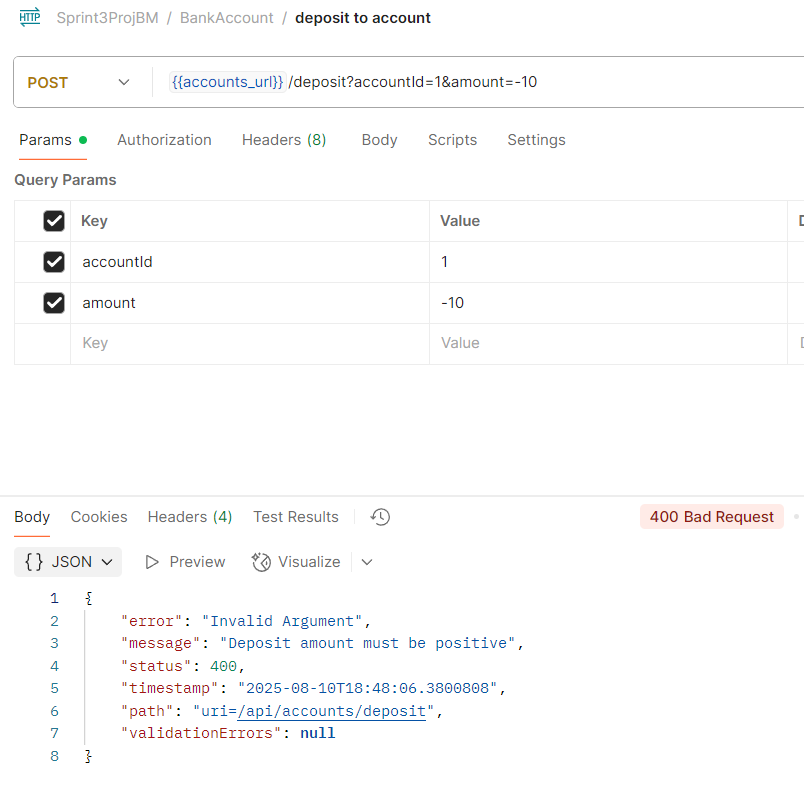 HTTP Sprint3ProjBM / BankAccount / deposit to account
POST {{accounts_url}} /deposit?accountId=1&amount=-10
Params Authorization Headers (8) Body Scripts Settings
Query Params
Key Value
accountId 1
amount -10
Key Value
Body Cookies Headers (4) Test Results 400 Bad Request
{} JSON Preview Visualize
1 {
2 "error": "Invalid Argument",
3 "message": "Deposit amount must be positive",
4 "status": 400,
5 "timestamp": "2025-08-10T18:48:06.3800808",
6 "path": "uri=/api/accounts/deposit",
7 "validationErrors": null
8 }